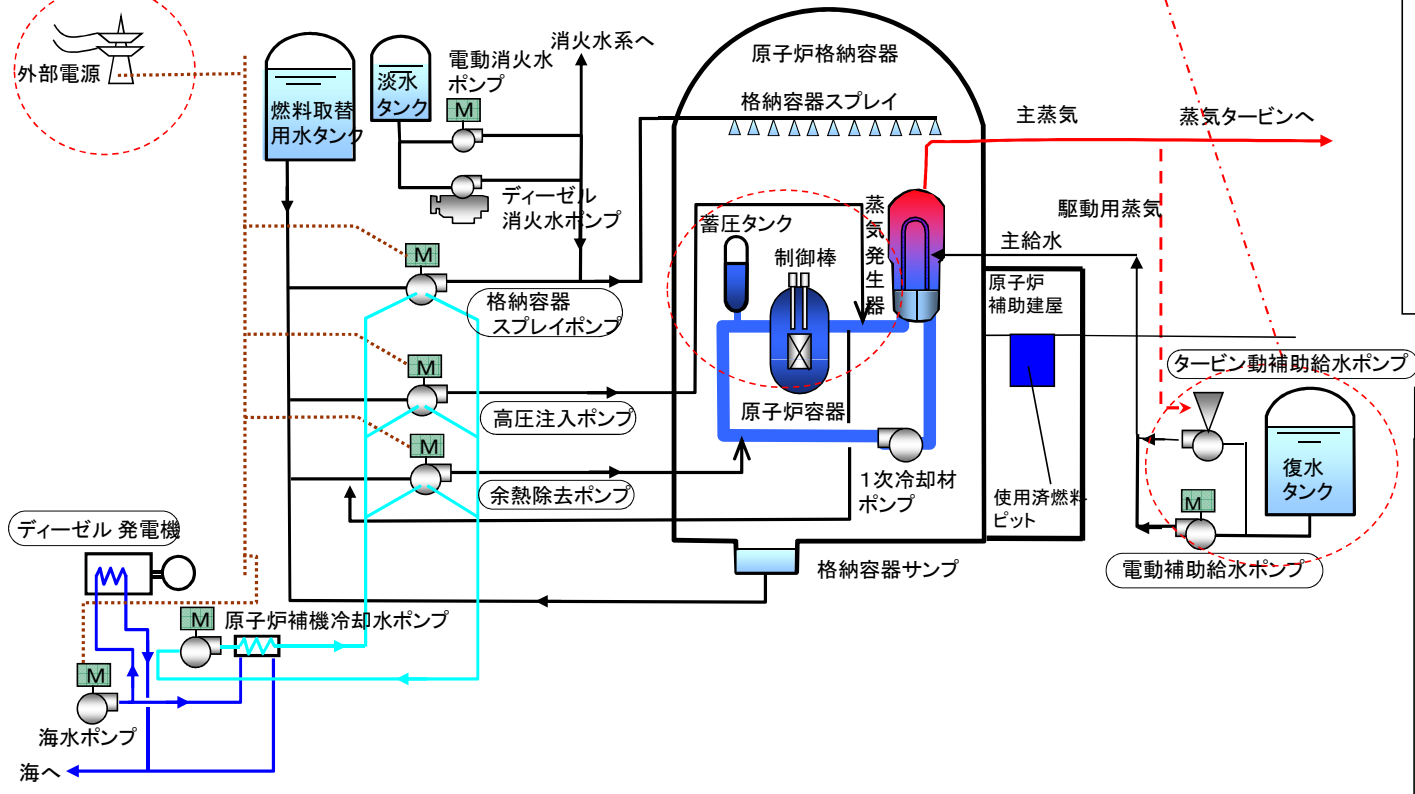 外部電源
燃料取替
用水タンク
淡水
タンク
電動消火水
ポンプ
M
消火水系へ
ディーゼル
消火水ポンプ
原子炉格納容器
格納容器スプレイ
主蒸気
蒸気タービンへ
駆動用蒸気
主給水
蓄圧タンク
制御棒
蒸気発生器
原子炉容器
1次冷却材
ポンプ
原子炉
補助建屋
使用済燃料
ピット
M
格納容器
スプレイポンプ
M
高圧注入ポンプ
M
余熱除去ポンプ
タービン動補助給水ポンプ
復水
タンク
M
電動補助給水ポンプ
格納容器サンプ
ディーゼル 発電機
M
原子炉補機冷却水ポンプ
M
海水ポンプ
海へ